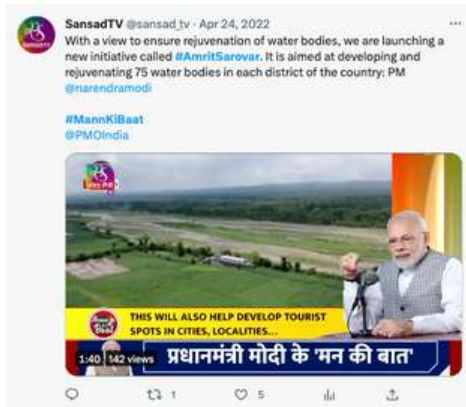 SansadTV @sansad_tv · Apr 24, 2022
With a view to ensure rejuvenation of water bodies, we are launching a
new initiative called #AmritSarovar. It is aimed at developing and
rejuvenating 75 water bodies in each district of the country: PM
@narendramodi
#MannKiBaat
@PMOIndia
THIS WILL ALSO HELP DEVELOP TOURIST
SPOTS IN CITIES, LOCALITIES...
1:40 142 views
प्रधानमंत्री मोदी के 'मन की बात'
1 5